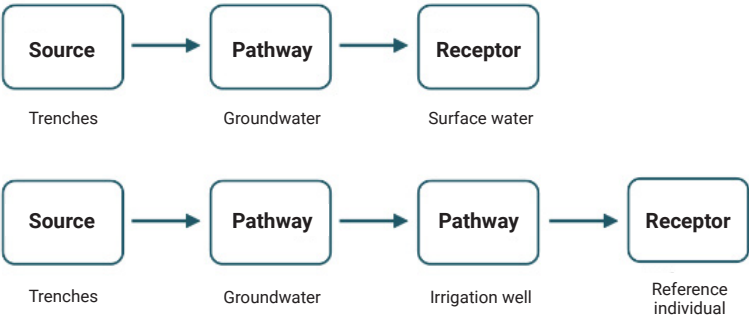 Source Pathway Receptor
Trenches Groundwater Surface water
Source Pathway Pathway Receptor
Trenches Groundwater Irrigation well Reference
individual